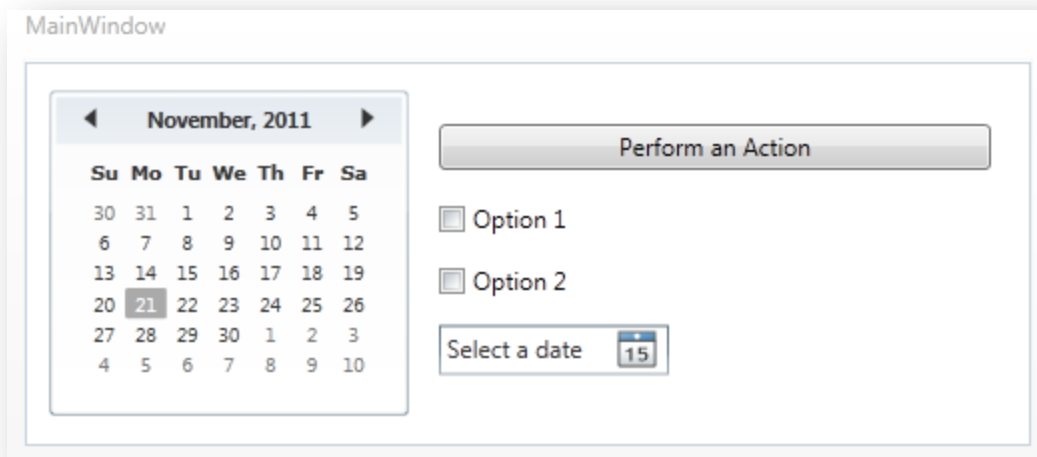 MainWindow
November, 2011
Su Mo Tu We Th Fr Sa
30 31 1 2 3 4 5
6 7 8 9 10 11 12
13 14 15 16 17 18 19
20 21 22 23 24 25 26
27 28 29 30 1 2 3
4 5 6 7 8 9 10
Perform an Action
Option 1
Option 2
Select a date 15